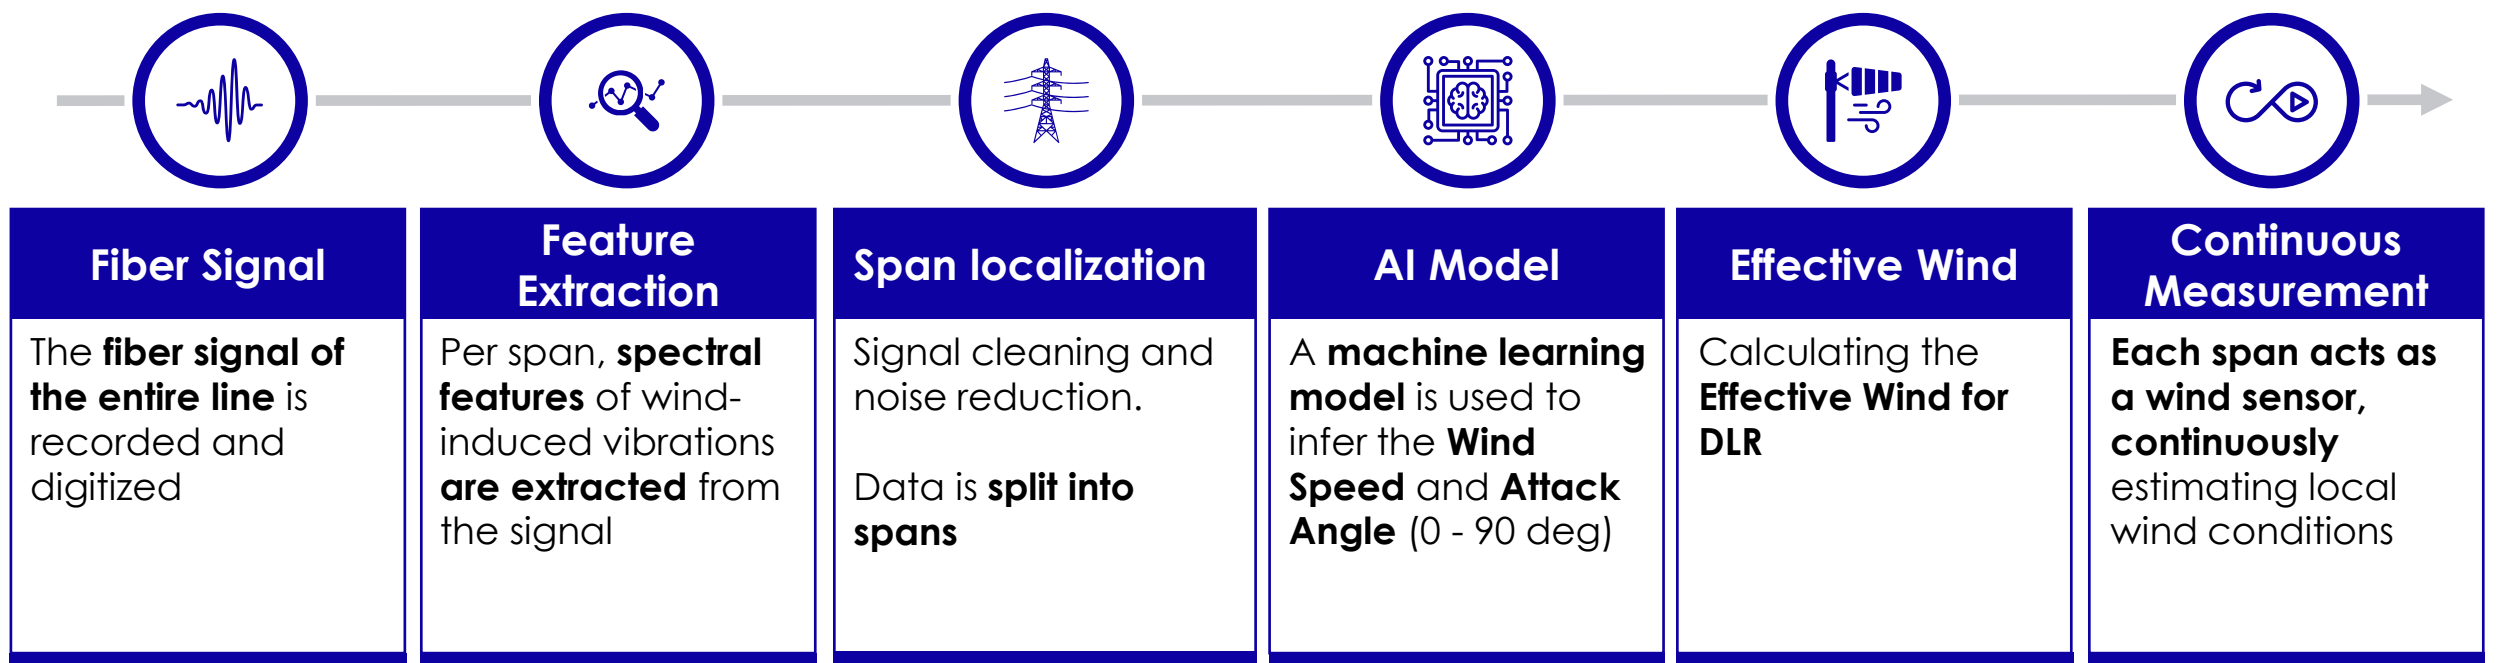 Fiber Signal
The fiber signal of
the entire line is
recorded and
digitized
Feature
Extraction
Per span, spectral
features of wind-
induced vibrations
are extracted from
the signal
Span localization
Signal cleaning and
noise reduction.
Data is split into
spans
AI Model
A machine learning
model is used to
infer the Wind
Speed and Attack
Angle (0 - 90 deg)
Effective Wind
Calculating the
Effective Wind for
DLR
Continuous
Measurement
Each span acts as
a wind sensor,
continuously
estimating local
wind conditions